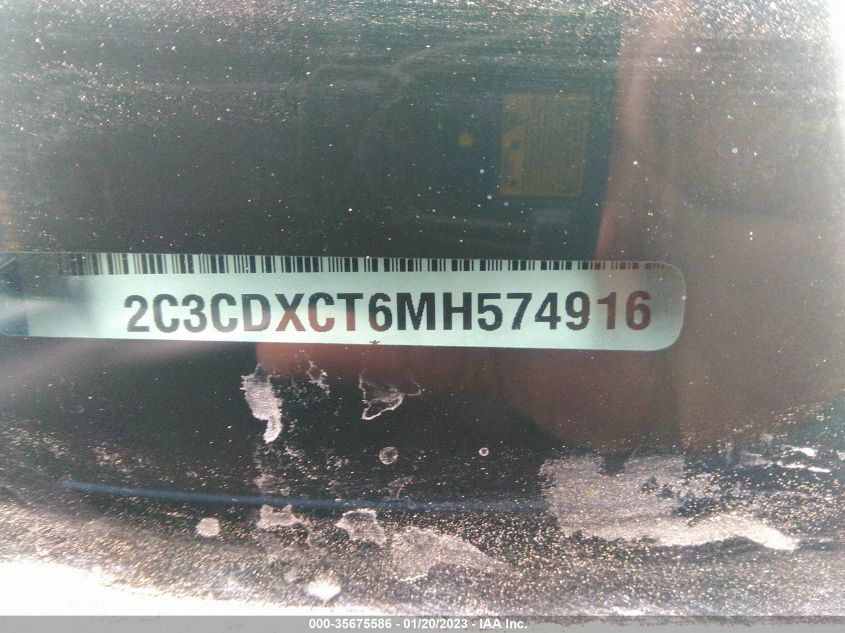 2C3CDXCT6MH574916
000-35675586 - 01/20/2023 - IAA Inc.